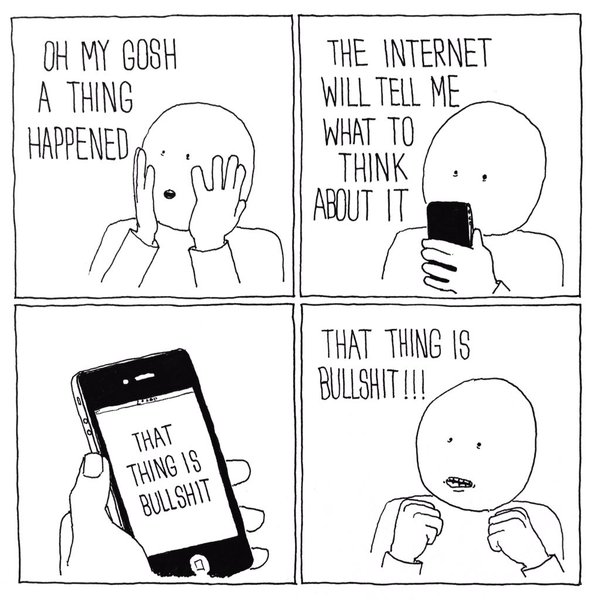 OH MY GOSH
A THING
HAPPENED
THE INTERNET
WILL TELL ME
WHAT TO
THINK
ABOUT IT
THAT
THING IS
BULLSHIT
THAT THING IS
BULLSHIT!!!